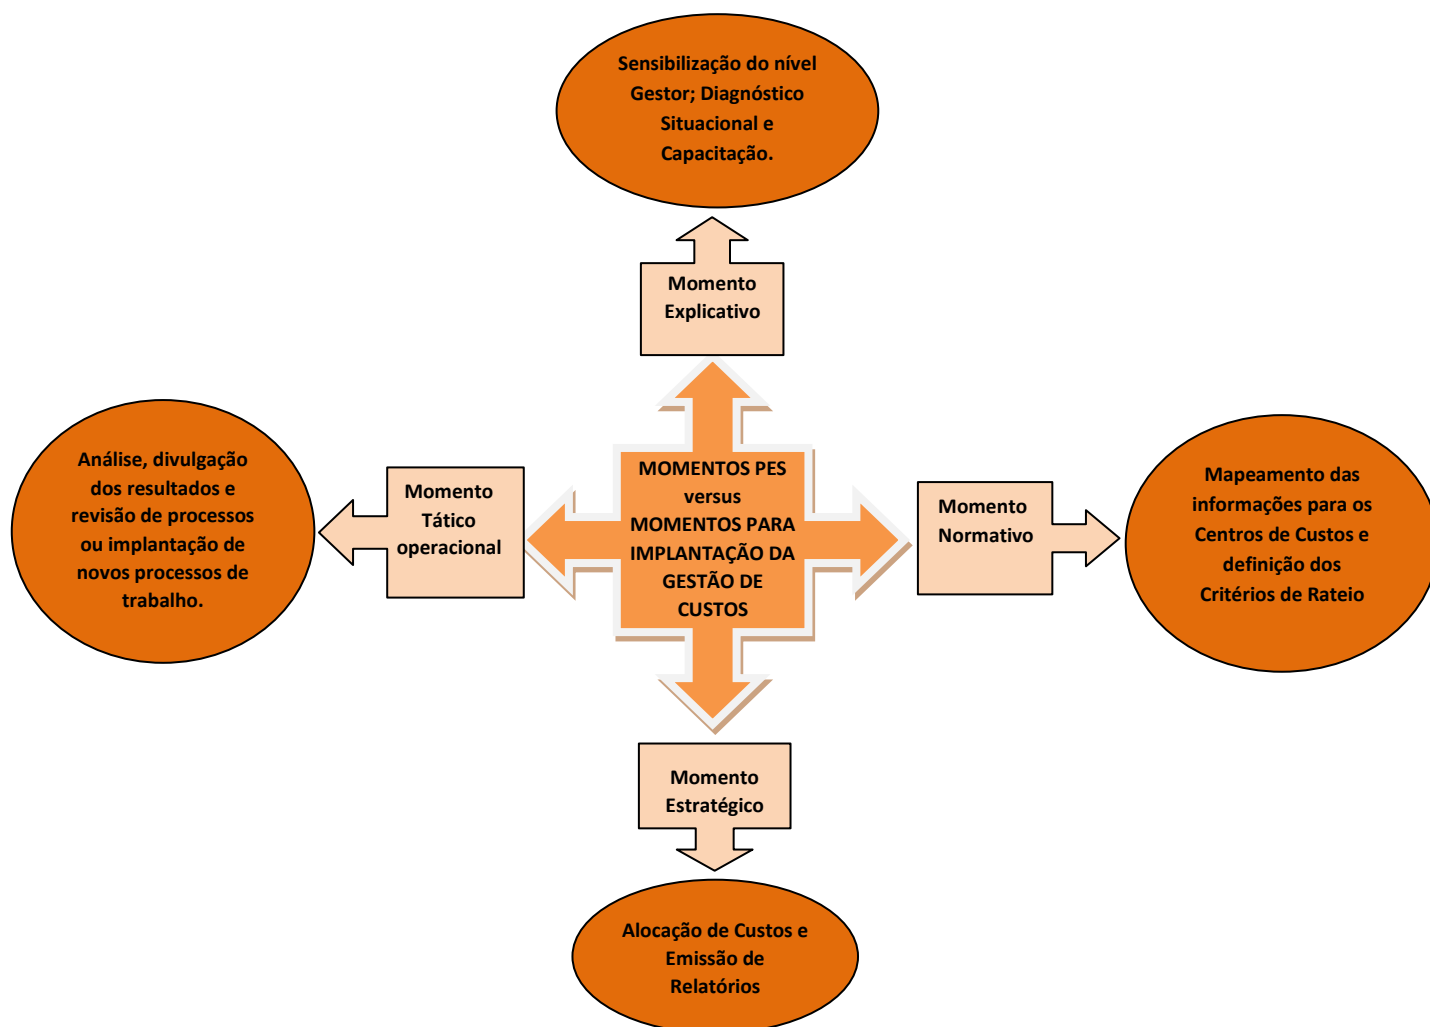 Sensibilização do nível
Gestor; Diagnóstico
Situacional e
Capacitação.
Momento
Explicativo
Análise, divulgação
dos resultados e
revisão de processos
ou implantação de
novos processos de
trabalho.
Momento
Tático
operacional
MOMENTOS PES
versus
MOMENTOS PARA
IMPLANTAÇÃO DA
GESTÃO DE
CUSTOS
Momento
Normativo
Mapeamento das
informações para os
Centros de Custos e
definição dos
Critérios de Rateio
Momento
Estratégico
Alocação de Custos e
Emissão de
Relatórios